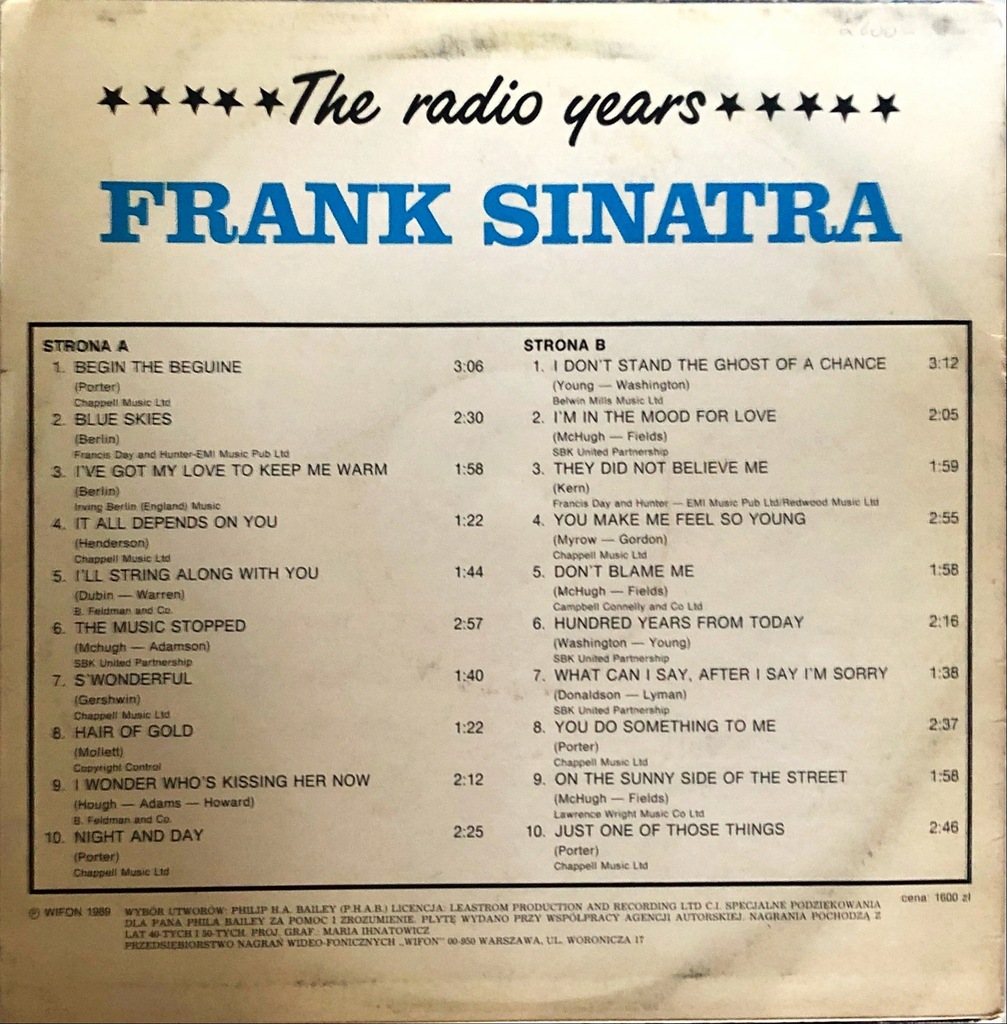 The radio years
FRANK SINATRA
STRONA A
1. BEGIN THE BEGUINE 3:06
(Porter)
Chappell Music Ltd
2. BLUE SKIES 2:30
(Berlin)
Francis Day and Hunter-EMI Music Pub Ltd
3. I'VE GOT MY LOVE TO KEEP ME WARM 1:58
(Berlin)
Irving Berlin (England) Music
4. IT ALL DEPENDS ON YOU 1:22
(Henderson)
Chappell Music Ltd
5. I'LL STRING ALONG WITH YOU 1:44
(Dubin — Warren)
B. Feldman and Co.
6. THE MUSIC STOPPED 2:57
(Mchugh — Adamson)
SBK United Partnership
7. S'WONDERFUL 1:40
(Gershwin)
Chappell Music Ltd
8. HAIR OF GOLD 1:22
(Mollett)
Copyright Control
9. I WONDER WHO'S KISSING HER NOW 2:12
(Hough — Adams — Howard)
B. Feldman and Co.
10. NIGHT AND DAY 2:25
(Porter)
Chappell Music Ltd
STRONA B
1. I DON'T STAND THE GHOST OF A CHANCE 3:12
(Young — Washington)
Belwin Mills Music Ltd
2. I'M IN THE MOOD FOR LOVE 2:05
(McHugh — Fields)
SBK United Partnership
3. THEY DID NOT BELIEVE ME 1:59
(Kern)
Francis Day and Hunter — EMI Music Pub Ltd/Redwood Music Ltd
4. YOU MAKE ME FEEL SO YOUNG 2:55
(Myrow — Gordon)
Chappell Music Ltd
5. DON'T BLAME ME 1:58
(McHugh — Fields)
Campbell Connelly and Co Ltd
6. HUNDRED YEARS FROM TODAY 2:16
(Washington — Young)
SBK United Partnership
7. WHAT CAN I SAY, AFTER I SAY I'M SORRY 1:38
(Donaldson — Lyman)
SBK United Partnership
8. YOU DO SOMETHING TO ME 2:37
(Porter)
Chappell Music Ltd
9. ON THE SUNNY SIDE OF THE STREET 1:58
(McHugh — Fields)
Lawrence Wright Music Co Ltd
10. JUST ONE OF THOSE THINGS 2:46
(Porter)
Chappell Music Ltd
cena: 1600 zł
℗ WIFON 1989 WYBÓR UTWORÓW: PHILIP H.A. BAILEY (P.H.A.B.) LICENCJA: LEASTROM PRODUCTION AND RECORDING LTD C.I. SPECJALNE PODZIĘKOWANIA
DLA PANA PHILA BAILEY ZA POMOC I ZROZUMIENIE. PŁYTĘ WYDANO PRZY WSPÓŁPRACY AGENCJI AUTORSKIEJ. NAGRANIA POCHODZĄ Z
LAT 40-TYCH I 50-TYCH. PROJ. GRAF.: MARIA IHNATOWICZ
PRZEDSIĘBIORSTWO NAGRAŃ WIDEO-FONICZNYCH „WIFON" 00-950 WARSZAWA, UL. WORONICZA 17